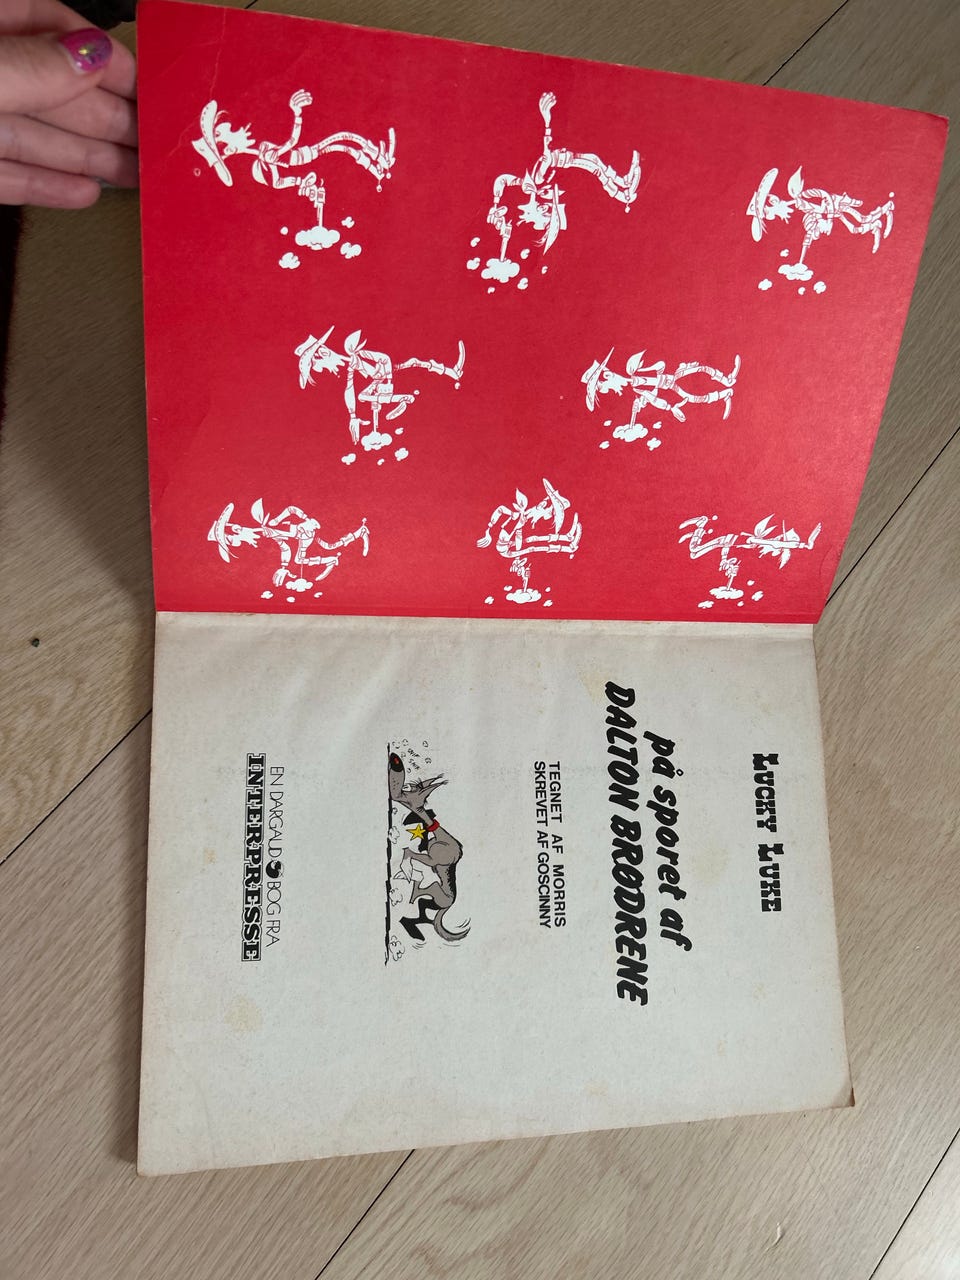 LUCKY LUKE
på sporet af
DALTON BRØDRENE
TEGNET AF MORRIS
SKREVET AF GOSCINNY
EN DARGAUD BOG FRA
INTERPRESSE